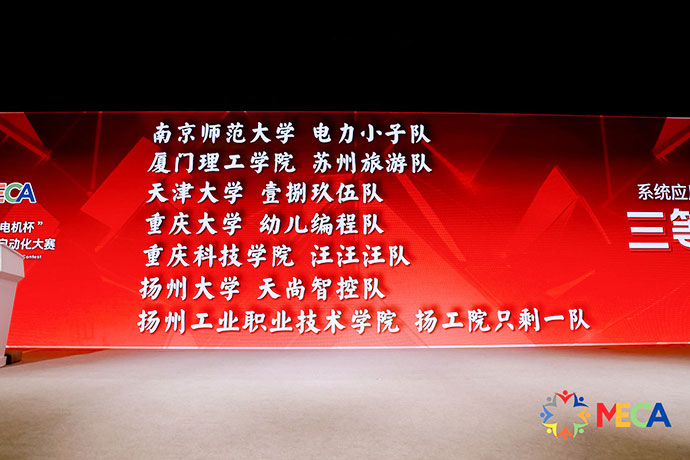 南京师范大学 电力小子队
厦门理工学院 苏州旅游队
天津大学 壹捌玖伍队
重庆大学 幼儿编程队
重庆科技学院 汪汪汪队
扬州大学 天尚智控队
扬州工业职业技术学院 扬工院只剩一队
ECA
电机杯”
自动化大赛
Contest
系统应
三等
MECA